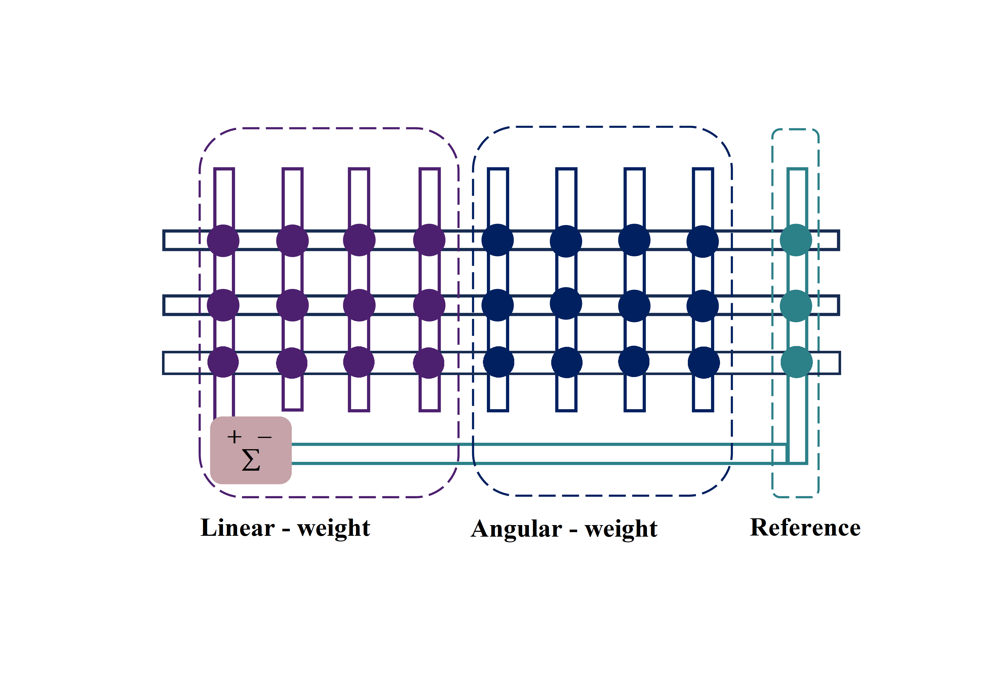 + −
Σ
Linear - weight
Angular - weight
Reference